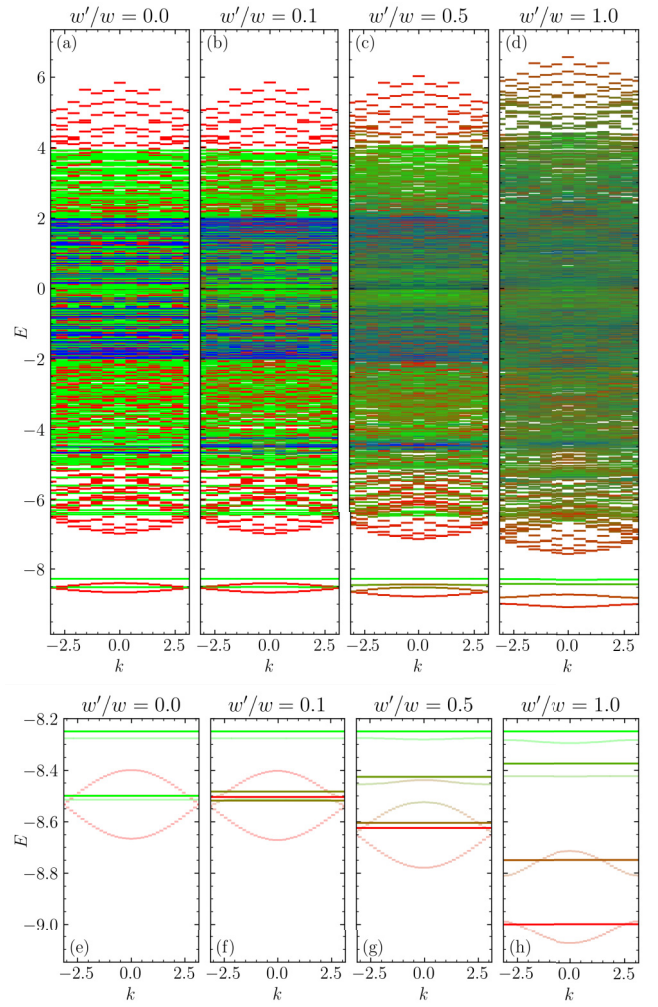 w′/w = 0.0 w′/w = 0.1 w′/w = 0.5 w′/w = 1.0
(a) (b) (c) (d)
6
4
2
0
−2
−4
−6
−8
E
−2.5 0.0 2.5 −2.5 0.0 2.5 −2.5 0.0 2.5 −2.5 0.0 2.5
k k k k
w′/w = 0.0 w′/w = 0.1 w′/w = 0.5 w′/w = 1.0
−8.2
−8.4
−8.6
−8.8
−9.0
E
(e) (f) (g) (h)
−2.5 0.0 2.5 −2.5 0.0 2.5 −2.5 0.0 2.5 −2.5 0.0 2.5
k k k k